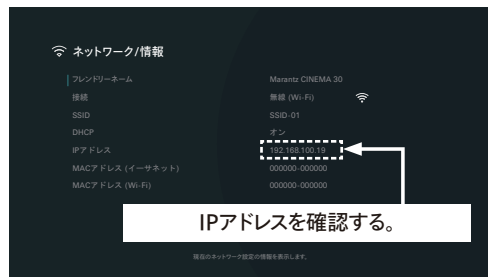 ネットワーク/情報
フレンドリーネーム Marantz CINEMA 30
接続 無線 (Wi-Fi)
SSID SSID-01
DHCP オン
IPアドレス 192.168.100.19
MACアドレス (イーサネット) 000000-000000
MACアドレス (Wi-Fi) 000000-000000
IPアドレスを確認する。
現在のネットワーク設定の情報を表示します。